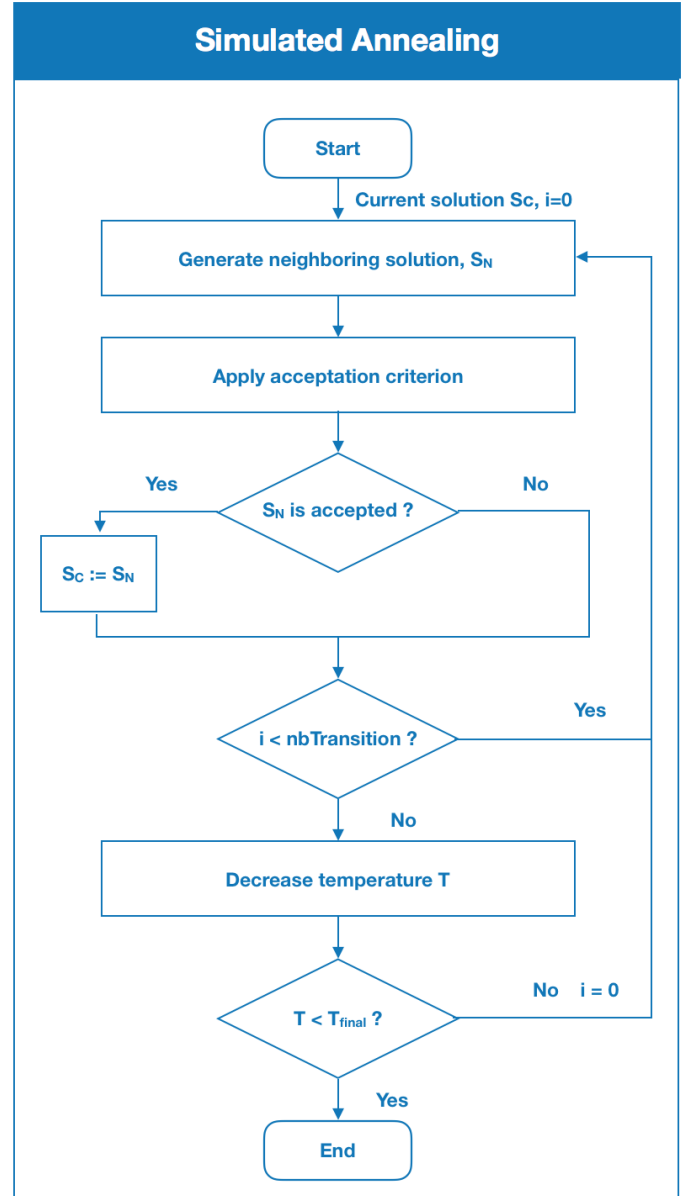 Simulated Annealing
Start
Current solution Sc, i=0
Generate neighboring solution, SN
Apply acceptation criterion
Yes
No
SN is accepted ?
SC := SN
Yes
i < nbTransition ?
No
Decrease temperature T
No i = 0
T < Tfinal ?
Yes
End